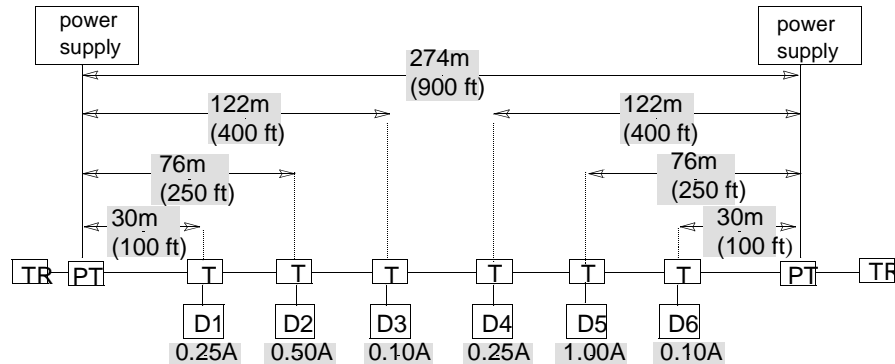 power
supply
power
supply
274m
(900 ft)
122m
(400 ft)
122m
(400 ft)
76m
(250 ft)
76m
(250 ft)
30m
(100 ft)
30m
(100 ft)
TR PT T T T T T T PT TR
D1 D2 D3 D4 D5 D6
0.25A 0.50A 0.10A 0.25A 1.00A 0.10A